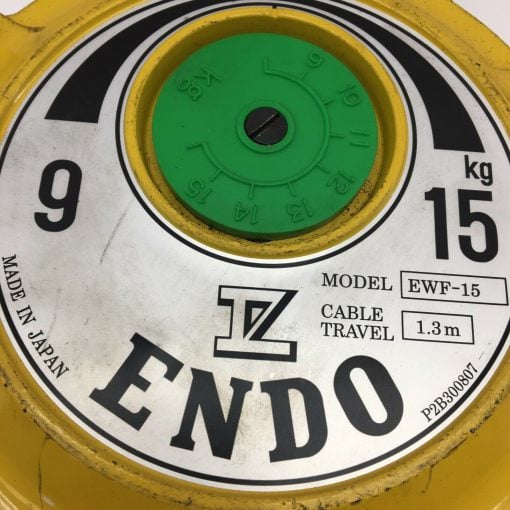 kg
9
10
11
12
13
14
15
9
kg
15
MODEL EWF-15
CABLE TRAVEL 1.3m
MADE IN JAPAN
ENDO
P2B300807